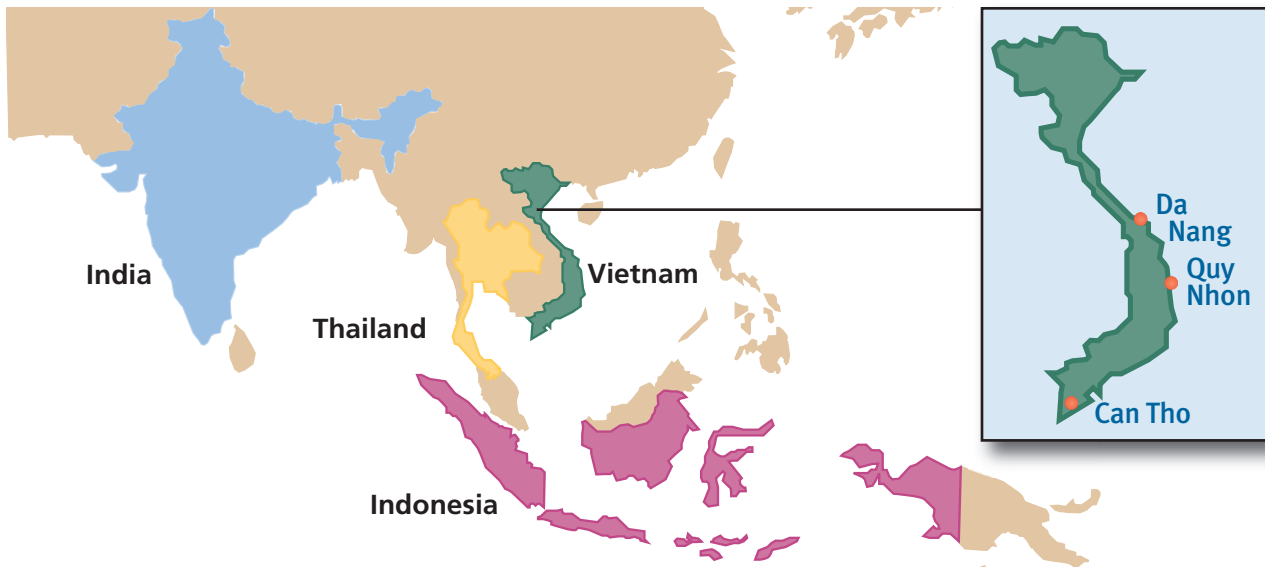 India
Thailand
Vietnam
Indonesia
Da
Nang
Quy
Nhon
Can Tho